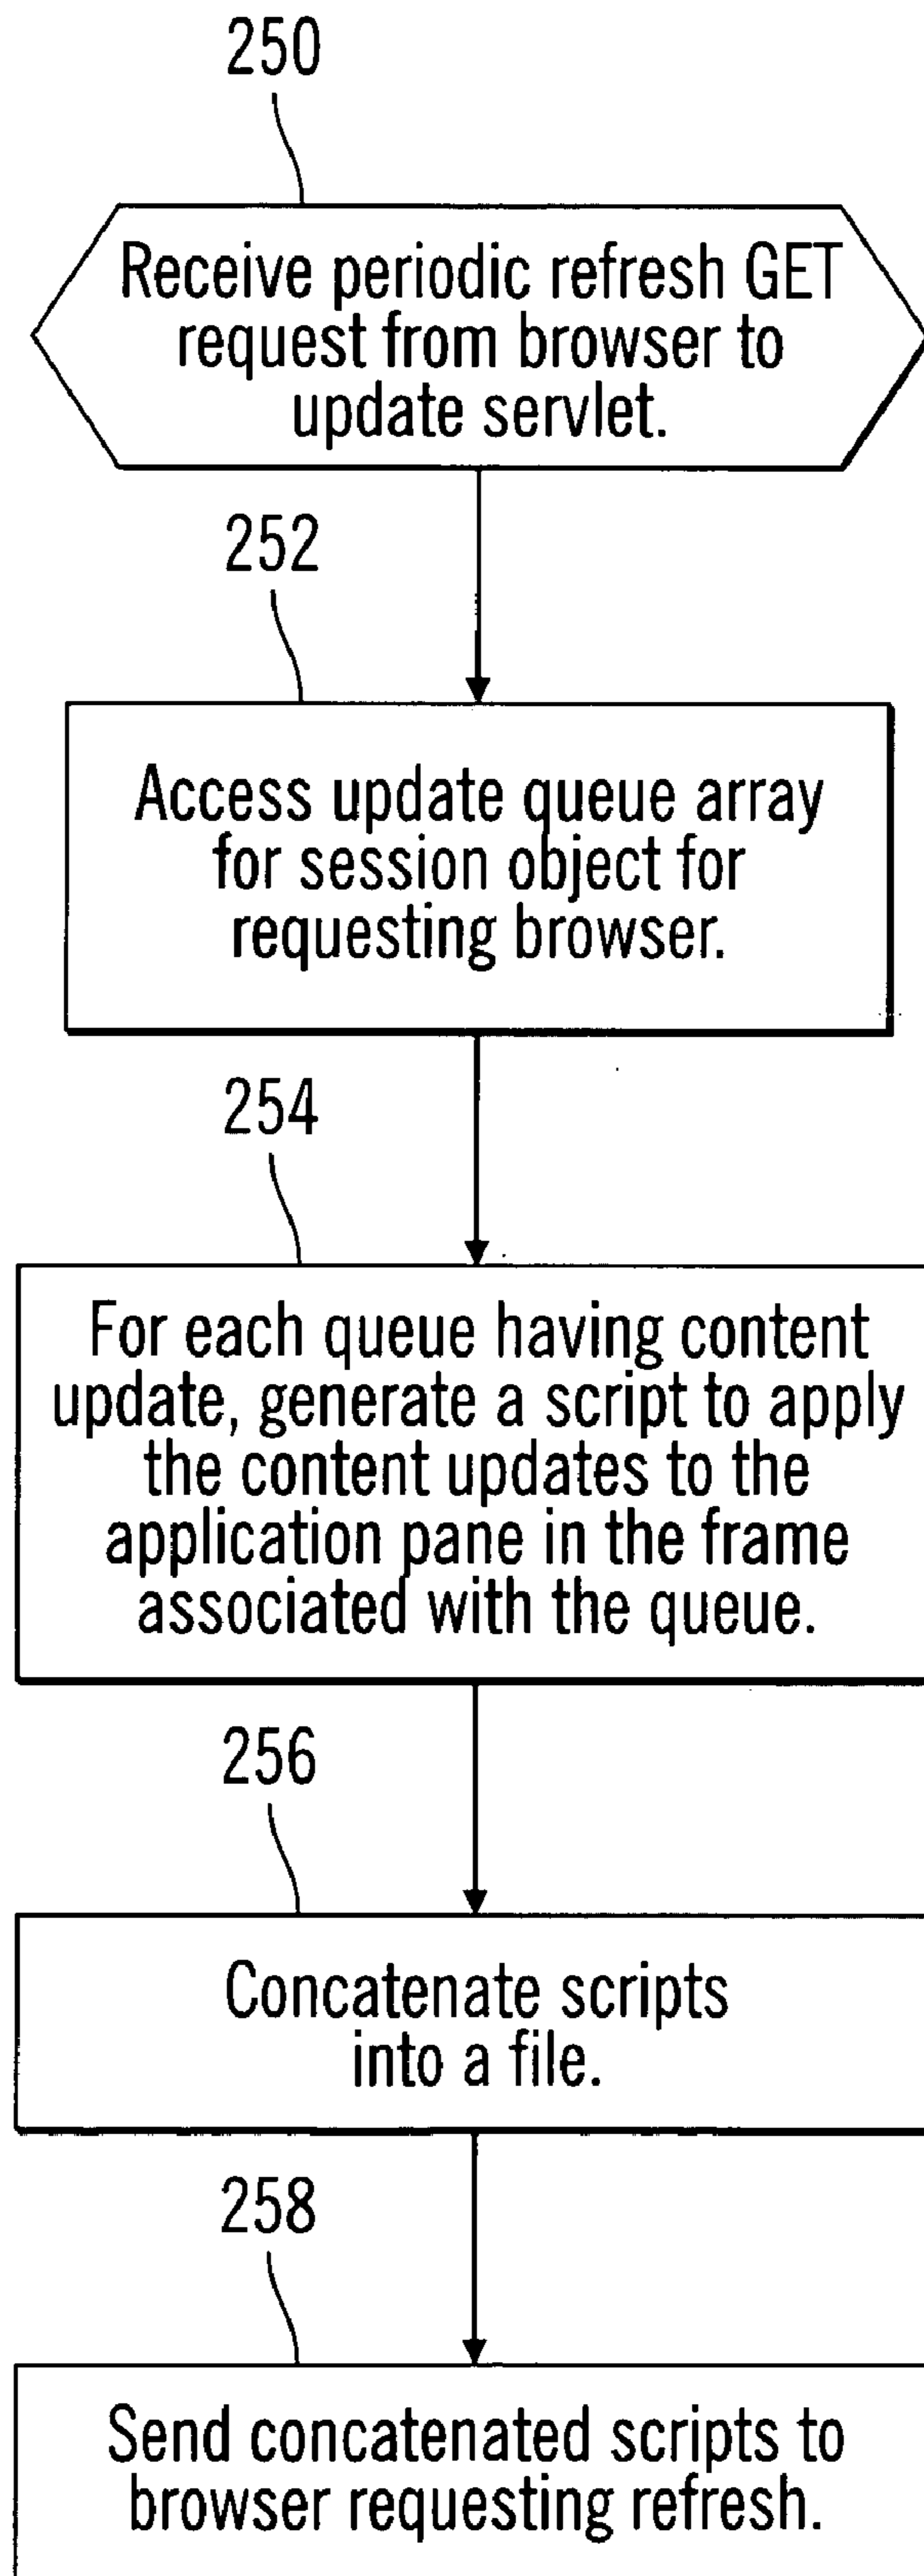 250
Receive periodic refresh GET
request from browser to
update servlet.
252
Access update queue array
for session object for
requesting browser.
254
For each queue having content
update, generate a script to apply
the content updates to the
application pane in the frame
associated with the queue.
256
Concatenate scripts
into a file.
258
Send concatenated scripts to
browser requesting refresh.